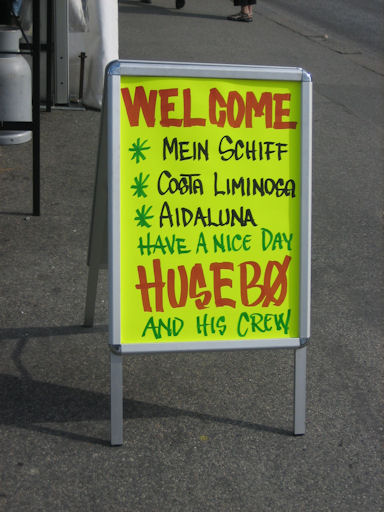 WELCOME
* MEIN SCHIFF
* COSTA LIMINOSA
* AIDALUNA
HAVE A NICE DAY
HUSEBØ
AND HIS CREW